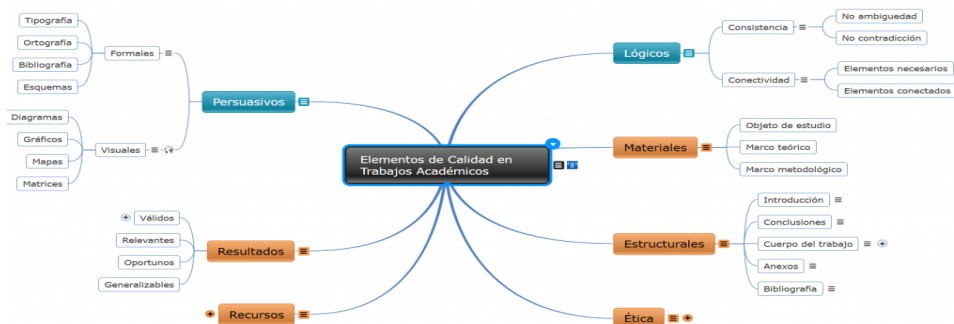 Elementos de Calidad en
Trabajos Académicos
Persuasivos
Formales
Tipografía
Ortografía
Bibliografía
Esquemas
Visuales
Diagramas
Gráficos
Mapas
Matrices
Resultados
Válidos
Relevantes
Oportunos
Generalizables
Recursos
Lógicos
Consistencia
No ambiguedad
No contradicción
Conectividad
Elementos necesarios
Elementos conectados
Materiales
Objeto de estudio
Marco teórico
Marco metodológico
Estructurales
Introducción
Conclusiones
Cuerpo del trabajo
Anexos
Bibliografía
Ética